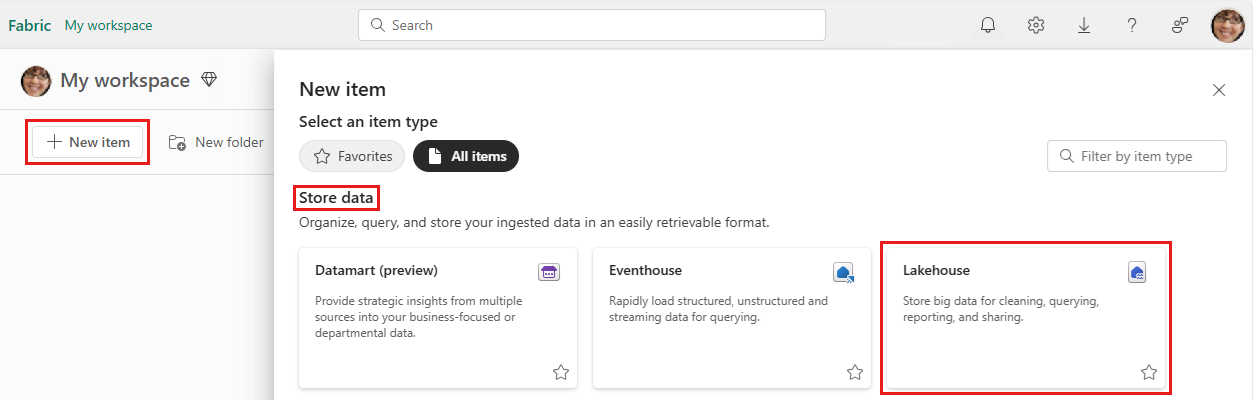 Fabric My workspace Search
My workspace
New item
Select an item type
+ New item New folder
Favorites All items Filter by item type
Store data
Organize, query, and store your ingested data in an easily retrievable format.
Datamart (preview)
Provide strategic insights from multiple
sources into your business-focused or
departmental data.
Eventhouse
Rapidly load structured, unstructured and
streaming data for querying.
Lakehouse
Store big data for cleaning, querying,
reporting, and sharing.